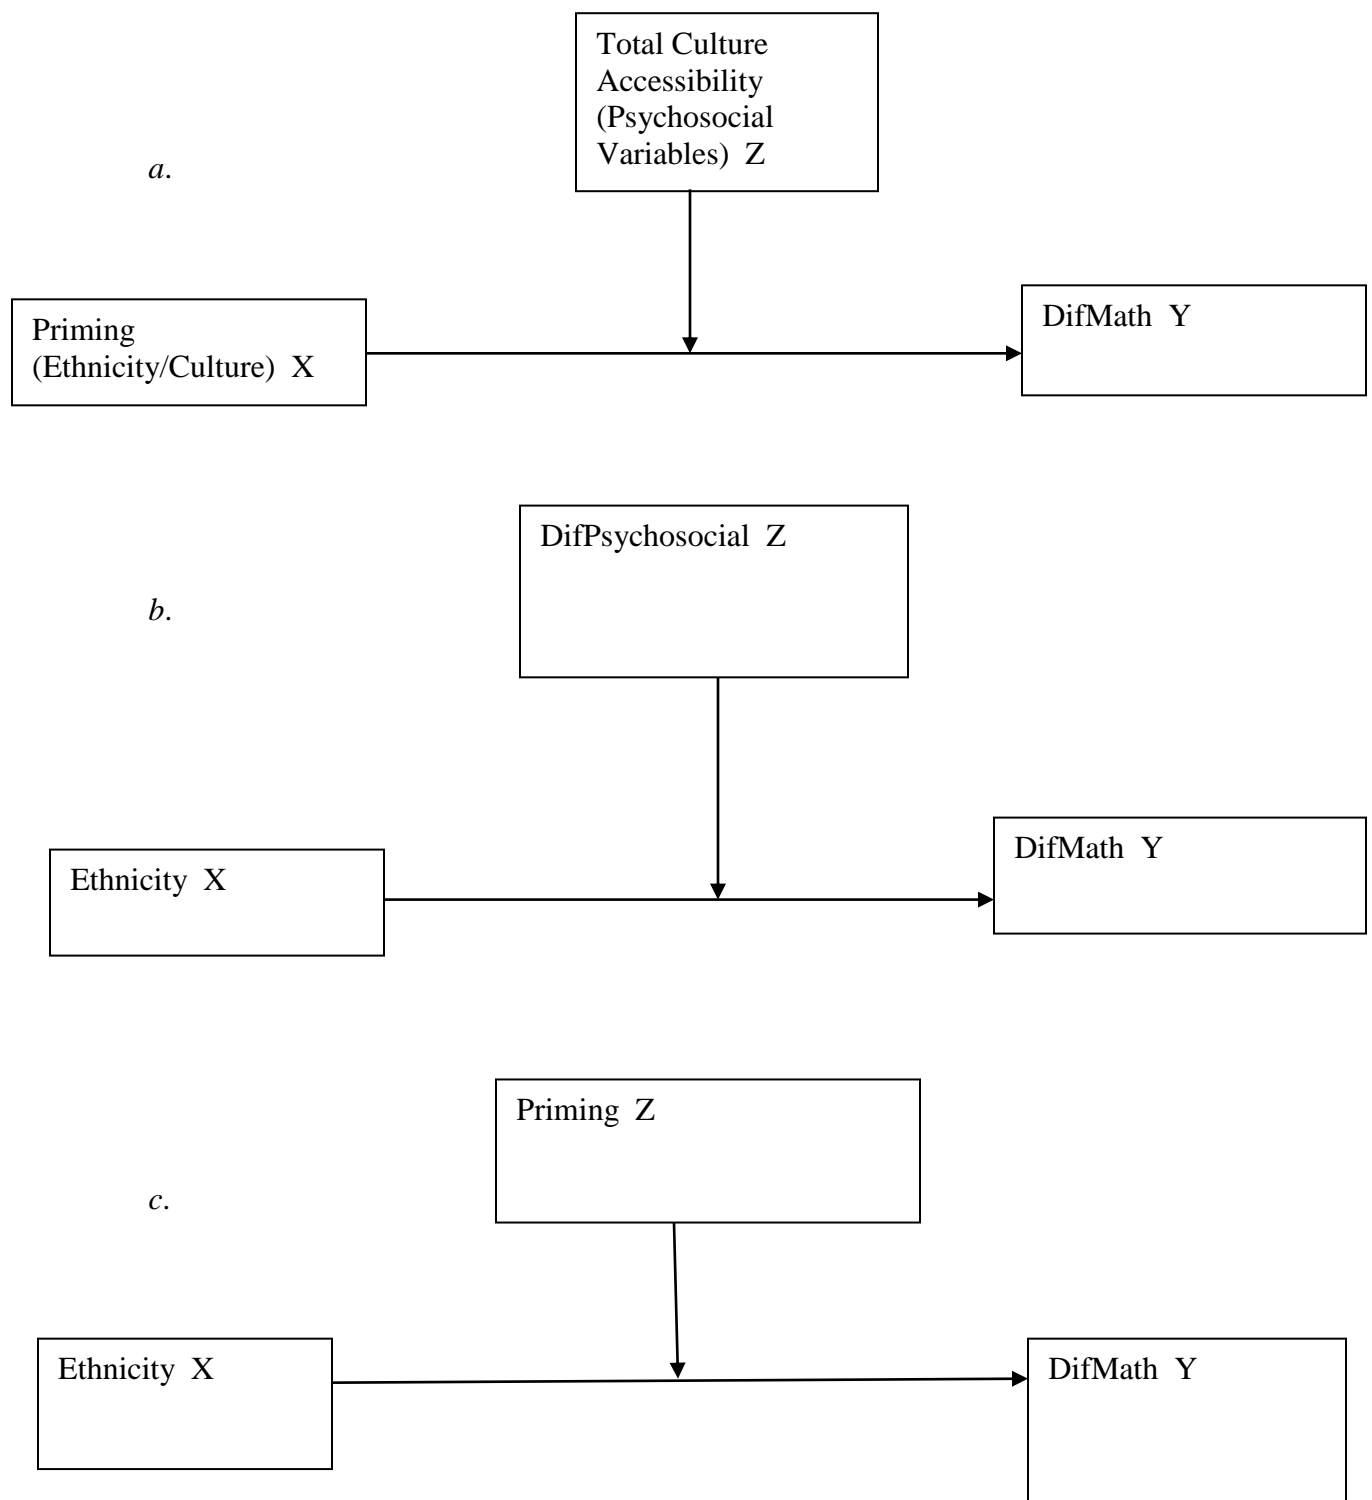 Total Culture
Accessibility
(Psychosocial
Variables) Z
a.
Priming
(Ethnicity/Culture) X
DifMath Y
DifPsychosocial Z
b.
Ethnicity X
DifMath Y
Priming Z
c.
Ethnicity X
DifMath Y